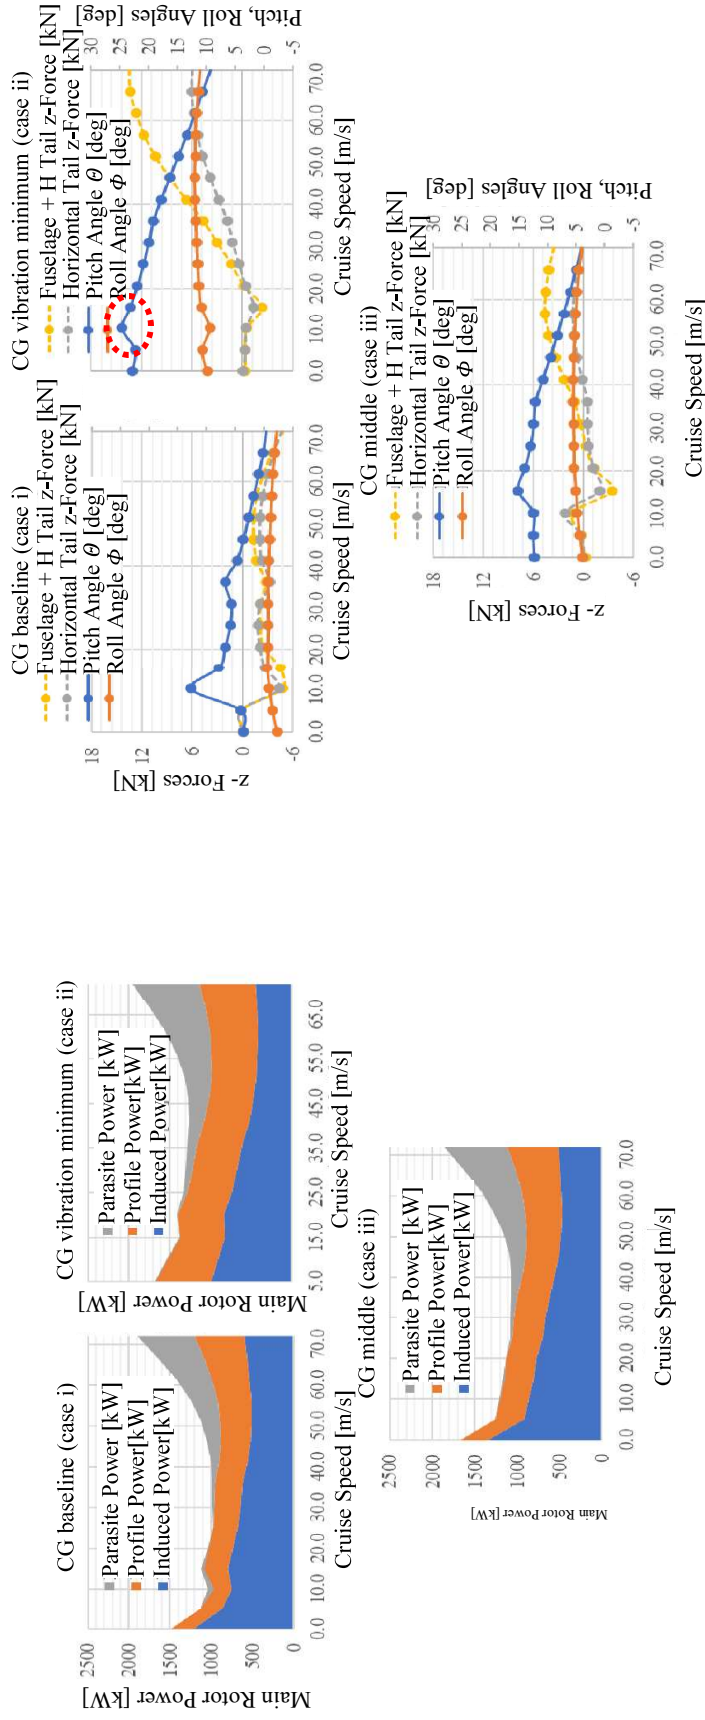 CG baseline (case i)
Parasite Power [kW]
Profile Power[kW]
Induced Power[kW]
2500
2000
1500
1000
500
0
Main Rotor Power [kW]
0.0 10.0 20.0 30.0 40.0 50.0 60.0 70.0
Cruise Speed [m/s]
CG vibration minimum (case ii)
Parasite Power [kW]
Profile Power[kW]
Induced Power[kW]
Main Rotor Power [kW]
5.0 15.0 25.0 35.0 45.0 55.0 65.0
Cruise Speed [m/s]
CG middle (case iii)
Parasite Power [kW]
Profile Power[kW]
Induced Power[kW]
2500
2000
1500
1000
500
0
Main Rotor Power [kW]
0.0 10.0 20.0 30.0 40.0 50.0 60.0 70.0
Cruise Speed [m/s]
CG baseline (case i)
Fuselage + H Tail z-Force [kN]
Horizontal Tail z-Force [kN]
Pitch Angle Θ [deg]
Roll Angle Φ [deg]
18
12
6
0
-6
z- Forces [kN]
0.0 10.0 20.0 30.0 40.0 50.0 60.0 70.0
Cruise Speed [m/s]
CG vibration minimum (case ii)
Fuselage + H Tail z-Force [kN]
Horizontal Tail z-Force [kN]
Pitch Angle Θ [deg]
Roll Angle Φ [deg]
30
25
20
15
10
5
0
-5
Pitch, Roll Angles [deg]
0.0 10.0 20.0 30.0 40.0 50.0 60.0 70.0
Cruise Speed [m/s]
CG middle (case iii)
Fuselage + H Tail z-Force [kN]
Horizontal Tail z-Force [kN]
Pitch Angle Θ [deg]
Roll Angle Φ [deg]
18
12
6
0
-6
z- Forces [kN]
30
25
20
15
10
5
0
-5
Pitch, Roll Angles [deg]
0.0 10.0 20.0 30.0 40.0 50.0 60.0 70.0
Cruise Speed [m/s]